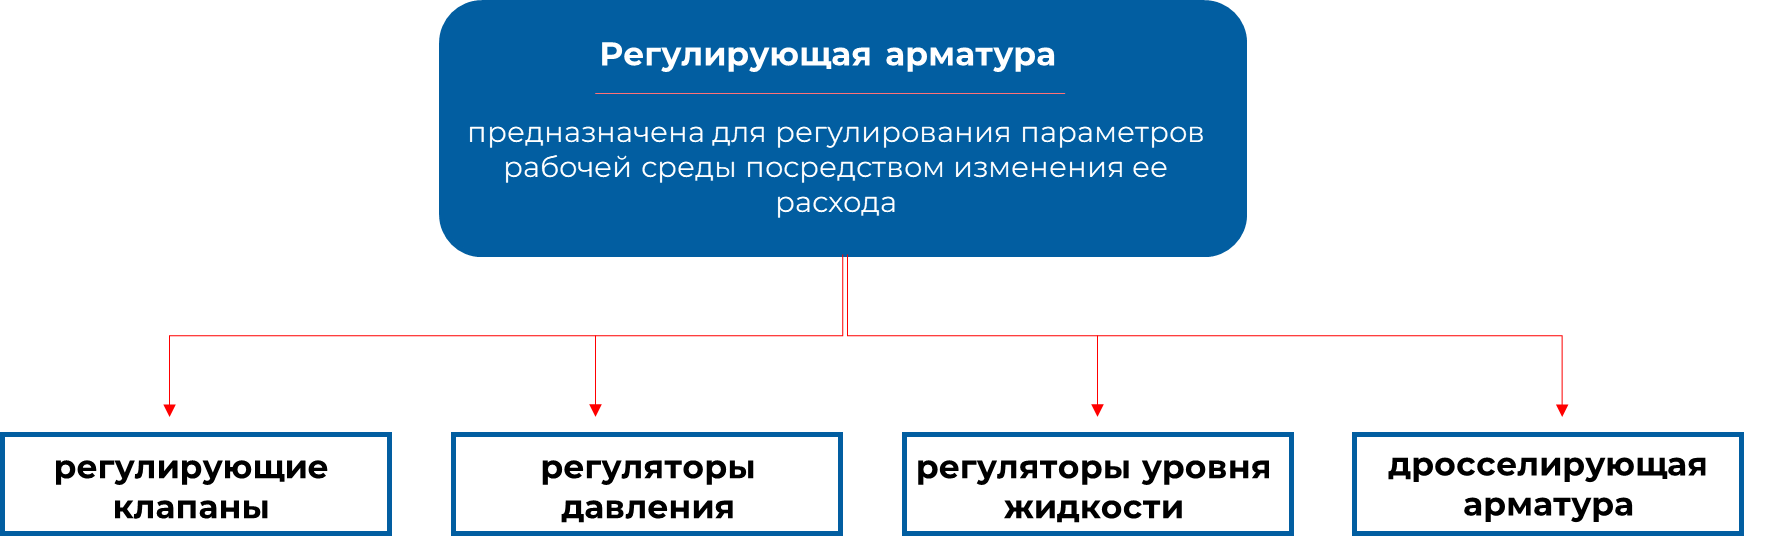 Регулирующая арматура
предназначена для регулирования параметров
рабочей среды посредством изменения ее
расхода
регулирующие
клапаны
регуляторы
давления
регуляторы уровня
жидкости
дросселирующая
арматура